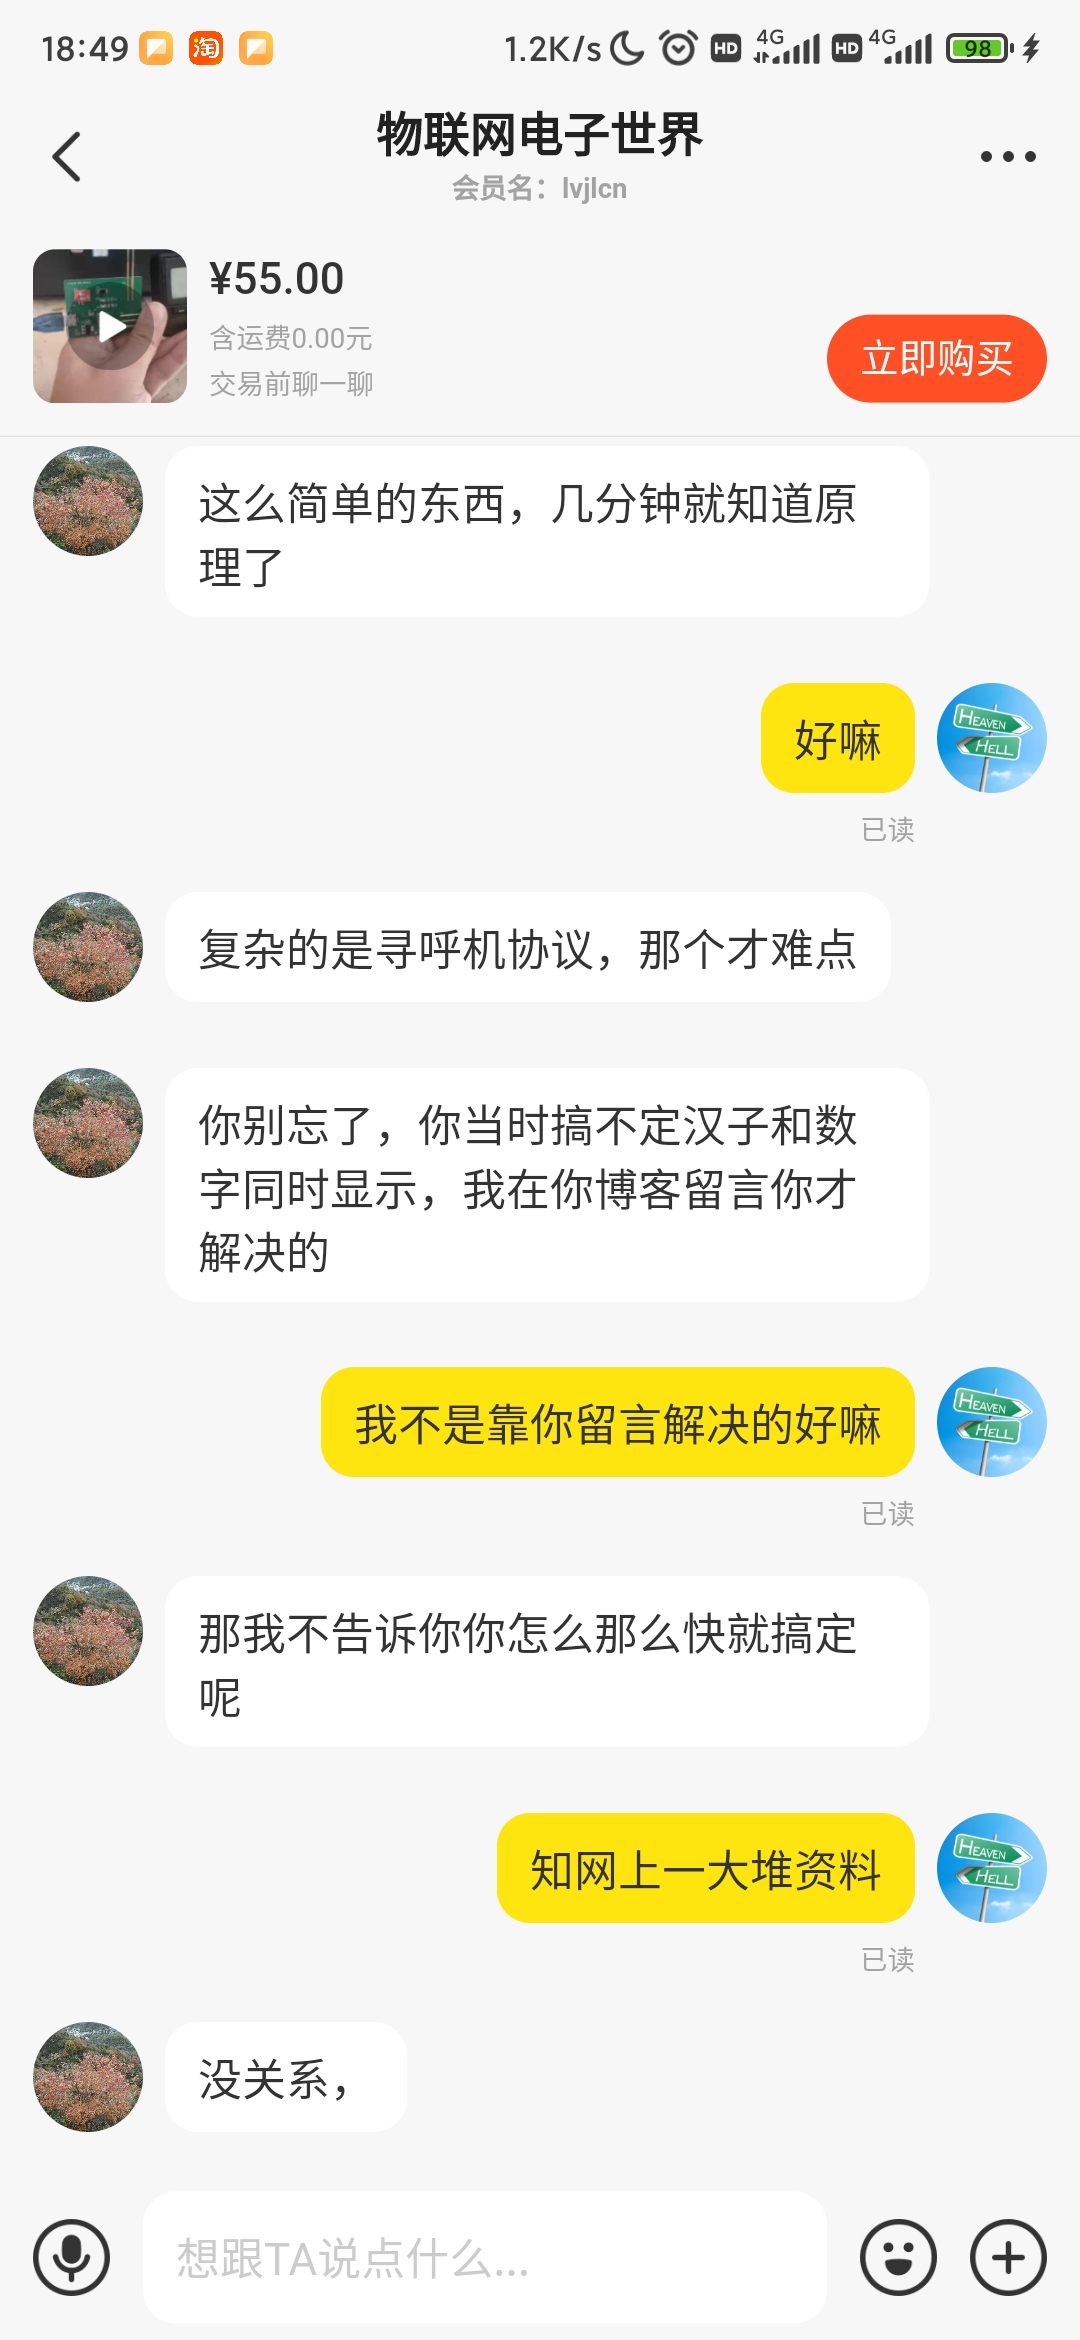 18:49
淘
1.2K/s
HD
4G
HD
4G
98
物联网电子世界
会员名：lvjlcn
¥55.00
含运费0.00元
交易前聊一聊
立即购买
这么简单的东西，几分钟就知道原
理了
好嘛
HEAVEN
HELL
已读
复杂的是寻呼机协议，那个才难点
你别忘了，你当时搞不定汉子和数
字同时显示，我在你博客留言你才
解决的
我不是靠你留言解决的好嘛
HEAVEN
HELL
已读
那我不告诉你你怎么那么快就搞定
呢
知网上一大堆资料
HEAVEN
HELL
已读
没关系，
想跟TA说点什么...